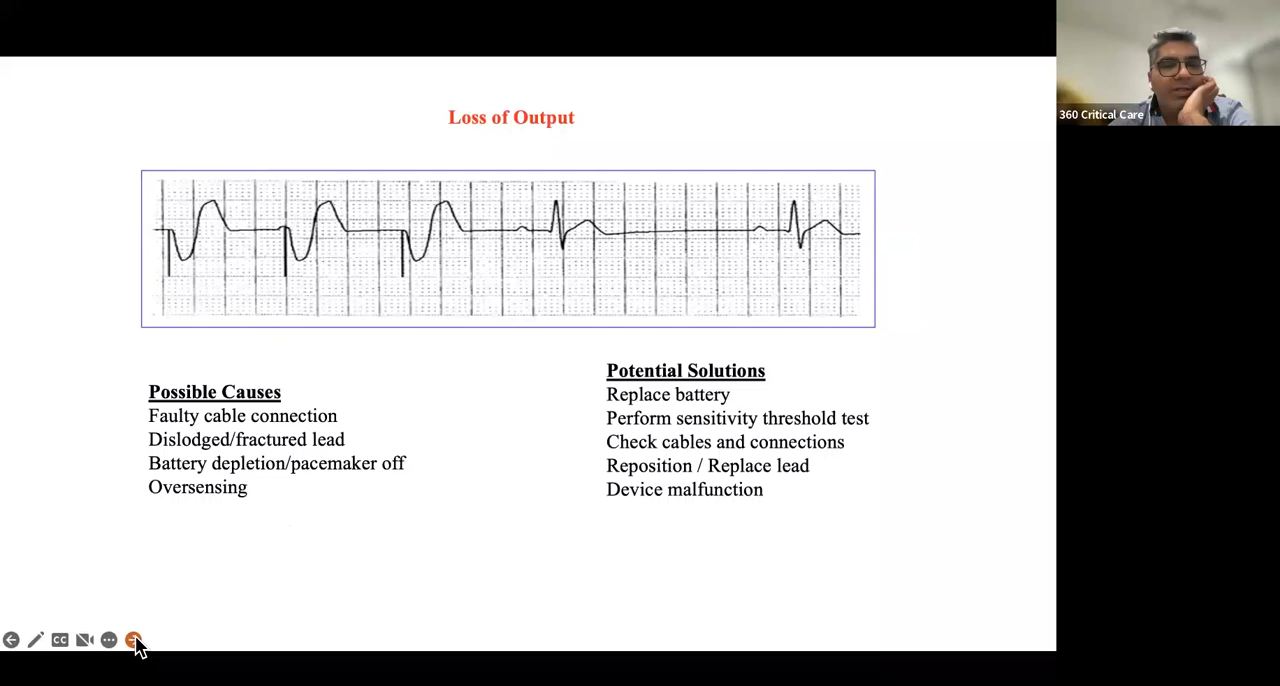 Loss of Output
360 Critical Care
Possible Causes
Faulty cable connection
Dislodged/fractured lead
Battery depletion/pacemaker off
Oversensing
Potential Solutions
Replace battery
Perform sensitivity threshold test
Check cables and connections
Reposition / Replace lead
Device malfunction
CC